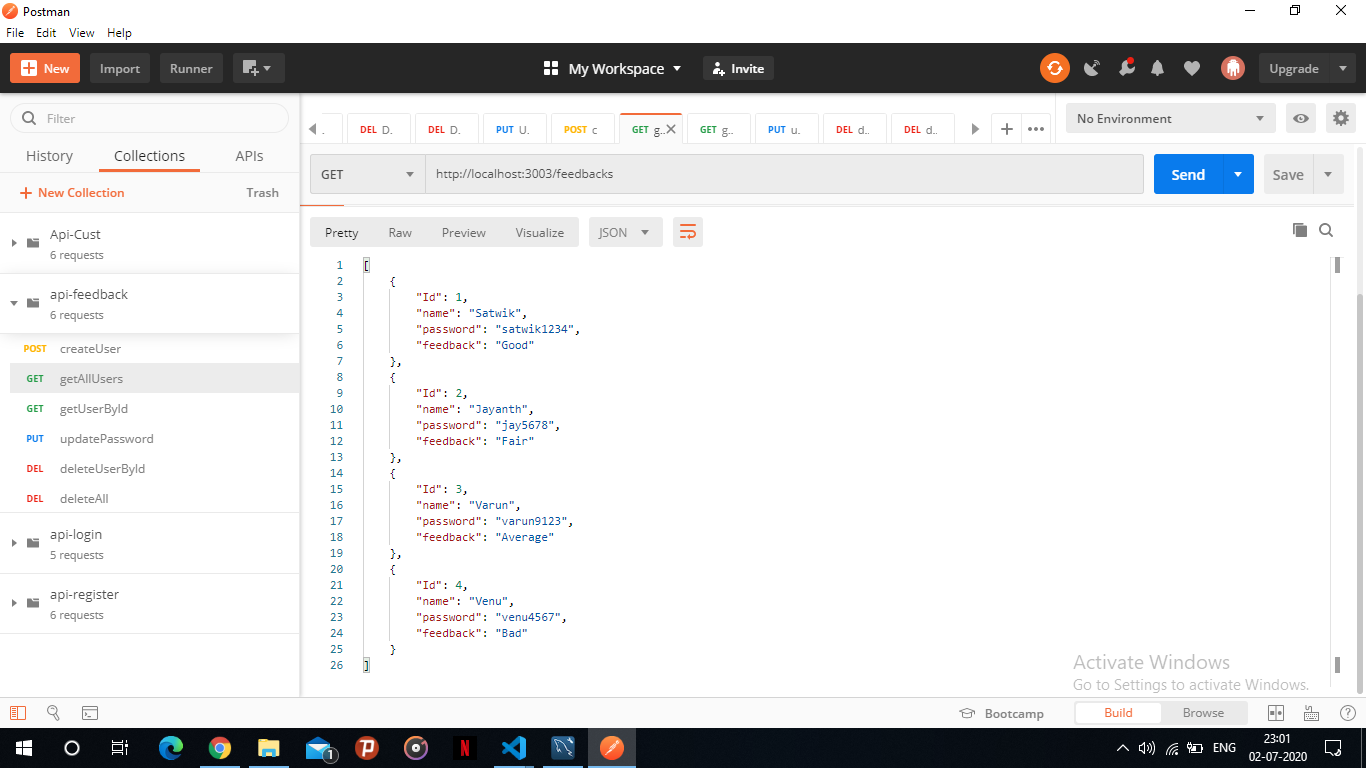 Postman
File Edit View Help
New Import Runner My Workspace Invite Upgrade
Filter
History Collections APIs
New Collection Trash
Api-Cust
6 requests
api-feedback
6 requests
POST createUser
GET getAllUsers
GET getUserById
PUT updatePassword
DEL deleteUserById
DEL deleteAll
api-login
5 requests
api-register
6 requests
. DEL D. DEL D. PUT U. POST c GET g.. GET g.. PUT u. DEL d.. DEL d.. No Environment
GET http://localhost:3003/feedbacks Send Save
Pretty Raw Preview Visualize JSON
1 [
2 {
3 "Id": 1,
4 "name": "Satwik",
5 "password": "satwik1234",
6 "feedback": "Good"
7 },
8 {
9 "Id": 2,
10 "name": "Jayanth",
11 "password": "jay5678",
12 "feedback": "Fair"
13 },
14 {
15 "Id": 3,
16 "name": "Varun",
17 "password": "varun9123",
18 "feedback": "Average"
19 },
20 {
21 "Id": 4,
22 "name": "Venu",
23 "password": "venu4567",
24 "feedback": "Bad"
25 }
26 ]
Activate Windows
Go to Settings to activate Windows.
Bootcamp Build Browse
1 ENG 23:01
02-07-2020